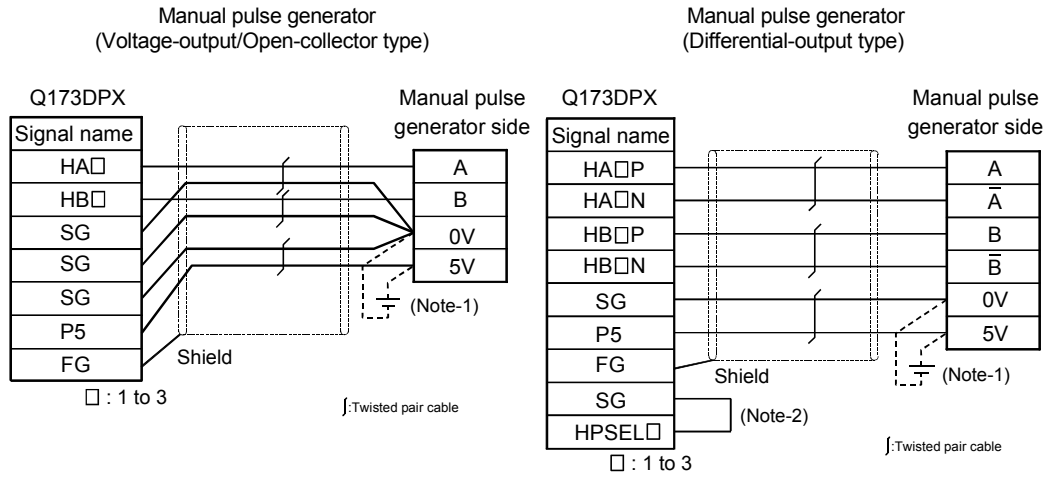 Manual pulse generator
(Voltage-output/Open-collector type)
Q173DPX
Manual pulse
generator side
Signal name
HA□
HB□
SG
SG
SG
P5
FG
A
B
0V
5V
(Note-1)
Shield
□ : 1 to 3
ʃ:Twisted pair cable
Manual pulse generator
(Differential-output type)
Q173DPX
Manual pulse
generator side
Signal name
HA□P
HA□N
HB□P
HB□N
SG
P5
FG
SG
HPSEL□
A
A̅
B
B̅
0V
5V
(Note-1)
Shield
(Note-2)
□ : 1 to 3
ʃ:Twisted pair cable